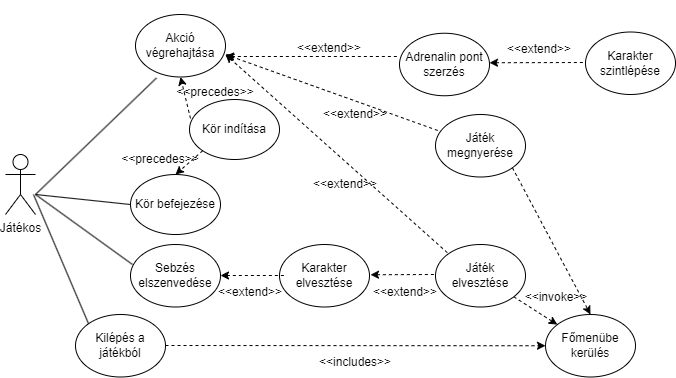 Akció
végrehajtása
<<extend>>
Adrenalin pont
szerzés
<<extend>>
Karakter
szintlépése
<<precedes>>
<<extend>>
Kör indítása
Játék
megnyerése
<<precedes>>
<<extend>>
Játékos
Kör befejezése
Sebzés
elszenvedése
<<extend>>
Karakter
elvesztése
<<extend>>
Játék
elvesztése
<<invoke>>
Kilépés a
játékból
<<includes>>
Főmenübe
kerülés